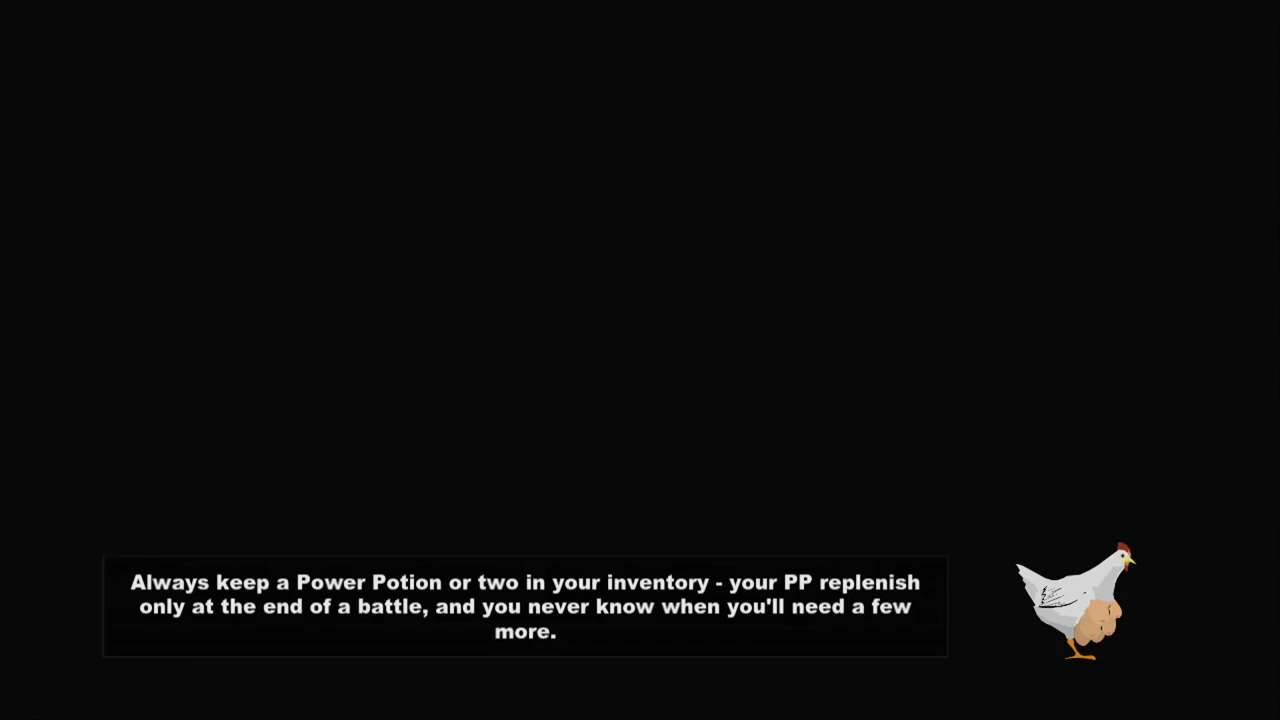 Always keep a Power Potion or two in your inventory - your PP replenish
only at the end of a battle, and you never know when you'll need a few
more.